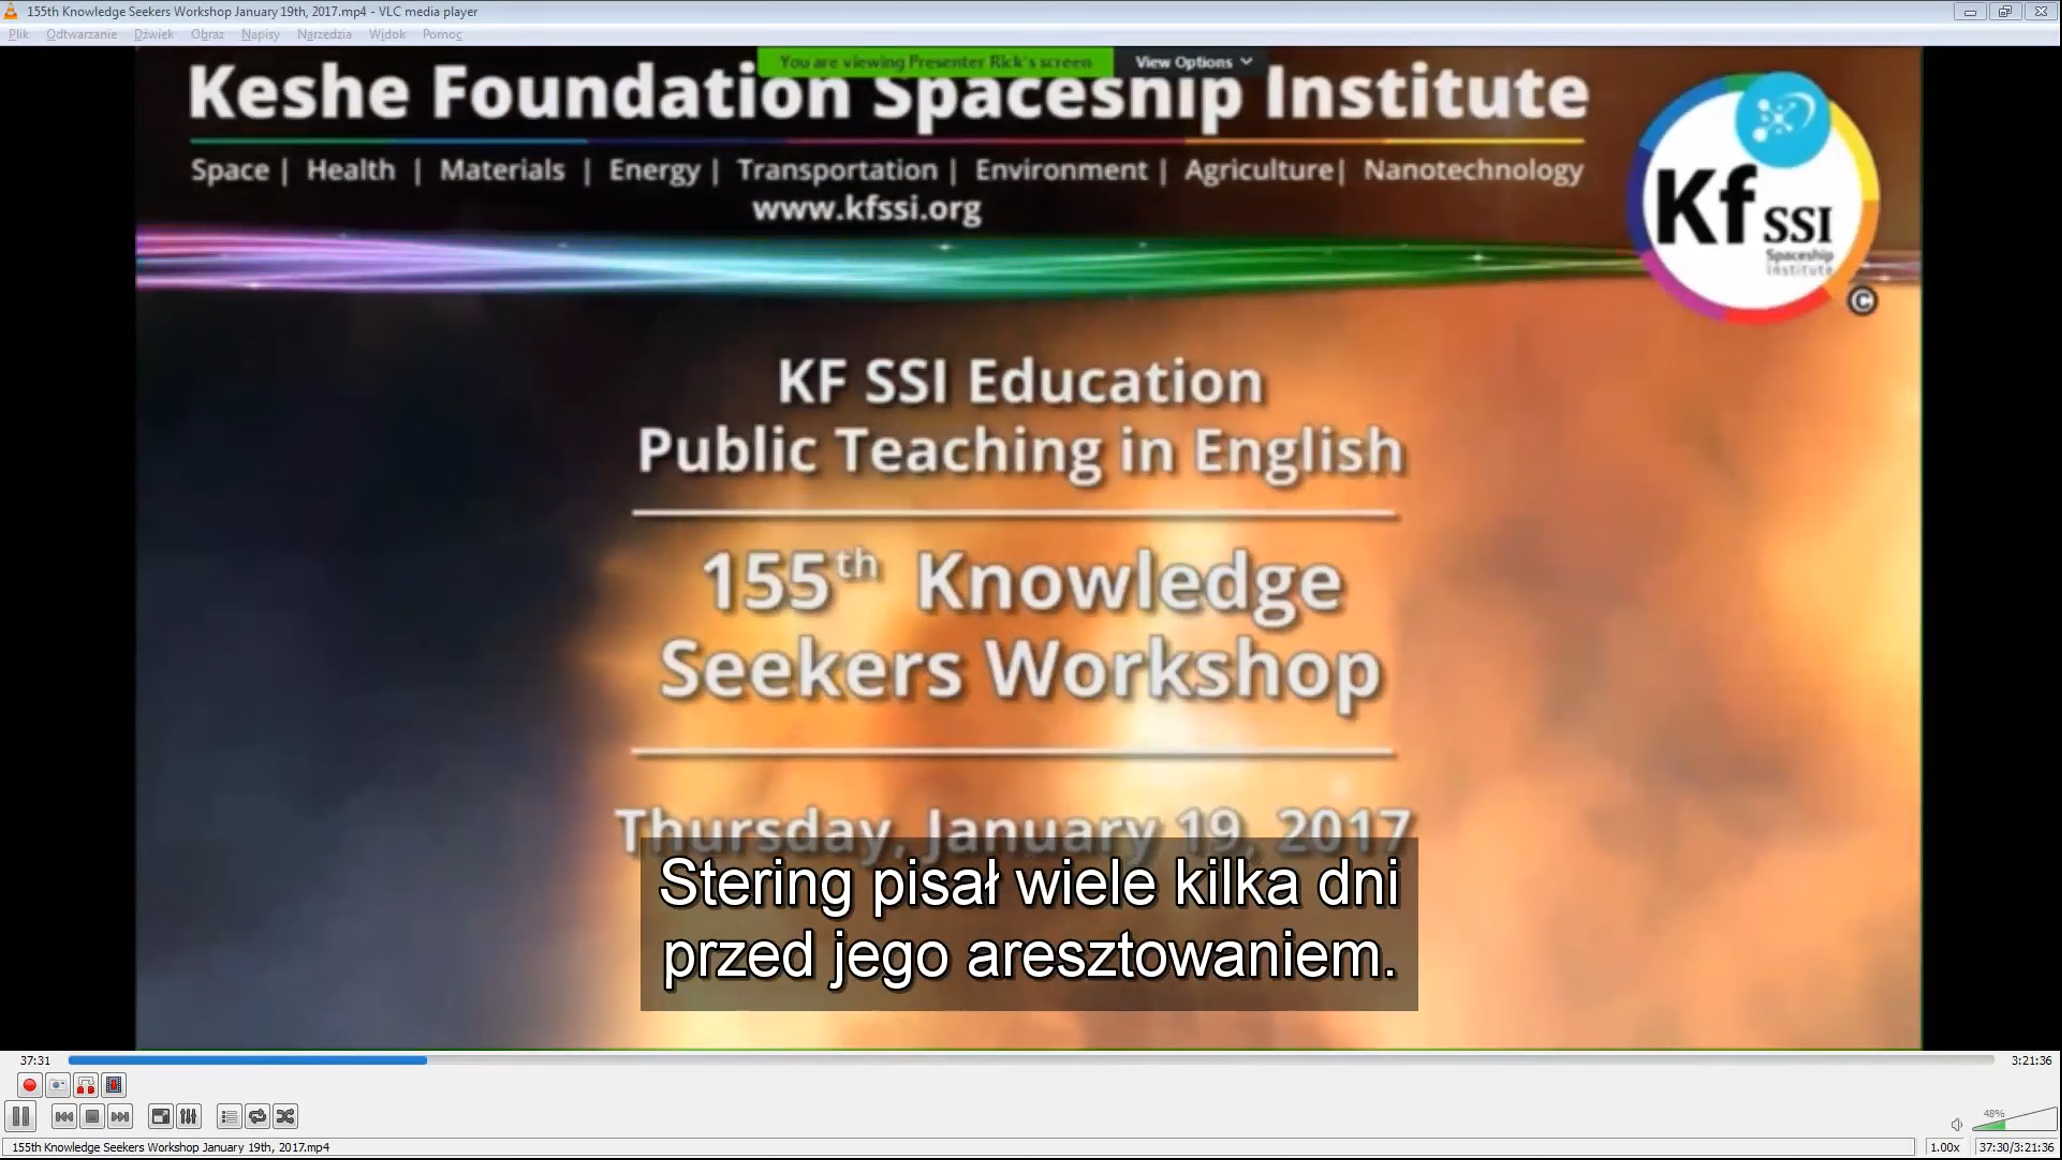 155th Knowledge Seekers Workshop January 19th, 2017.mp4 - VLC media player
Plik Odtwarzanie Dźwięk Obraz Napisy Narzędzia Widok Pomoc
You are viewing Presenter Rick's screen View Options
Keshe Foundation Spaceship Institute
Space | Health | Materials | Energy | Transportation | Environment | Agriculture | Nanotechnology
www.kfssi.org
Kf SSI
Spaceship
Institute
©
KF SSI Education
Public Teaching in English
155th Knowledge
Seekers Workshop
Thursday, January 19, 2017
Stering pisał wiele kilka dni
przed jego aresztowaniem.
37:31 3:21:36
48%
155th Knowledge Seekers Workshop January 19th, 2017.mp4 1.00x 37:30/3:21:36